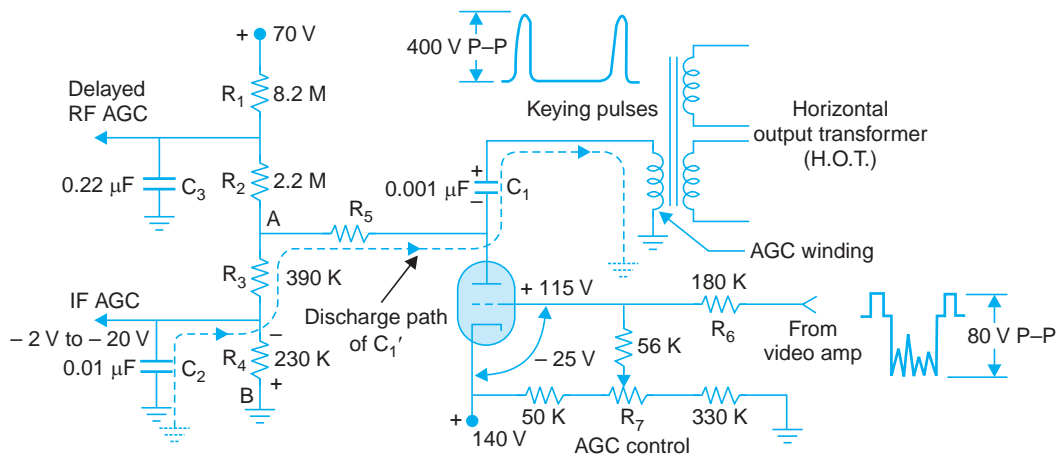 + 70 V
R1 8.2 M
Delayed
RF AGC
0.22 μF C3
R2 2.2 M
A
R5
0.001 μF
+
–
C1
400 V P–P
Keying pulses
Horizontal
output transformer
(H.O.T.)
AGC winding
R3 390 K
IF AGC
– 2 V to – 20 V
0.01 μF C2
–
R4 230 K
+
B
Discharge path
of C1′
+ 115 V
– 25 V
180 K
R6
From
video amp
80 V P–P
56 K
50 K
R7
330 K
AGC control
+
140 V